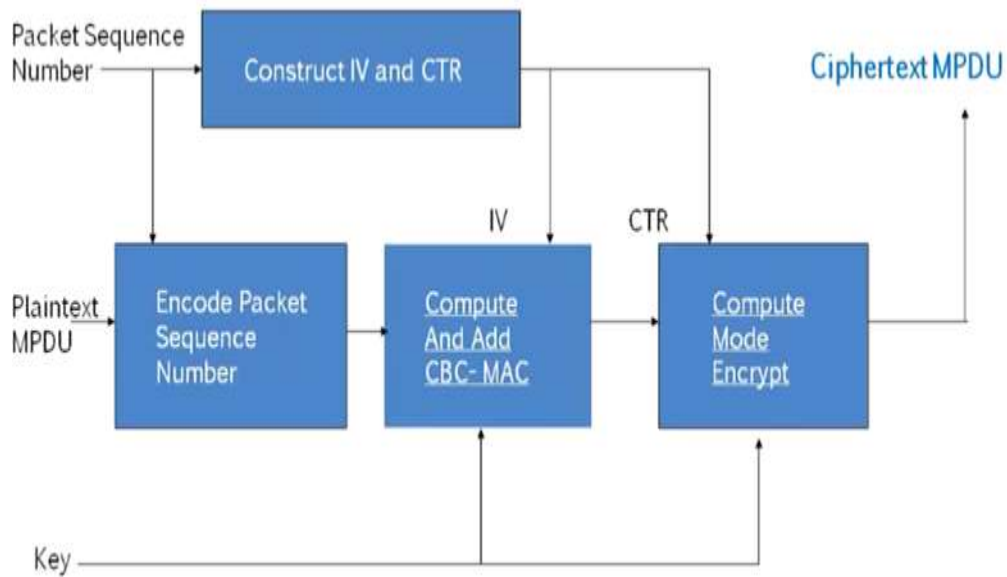 Packet Sequence
Number
Construct IV and CTR
Ciphertext MPDU
IV
CTR
Plaintext
MPDU
Encode Packet
Sequence
Number
Compute
And Add
CBC- MAC
Compute
Mode
Encrypt
Key